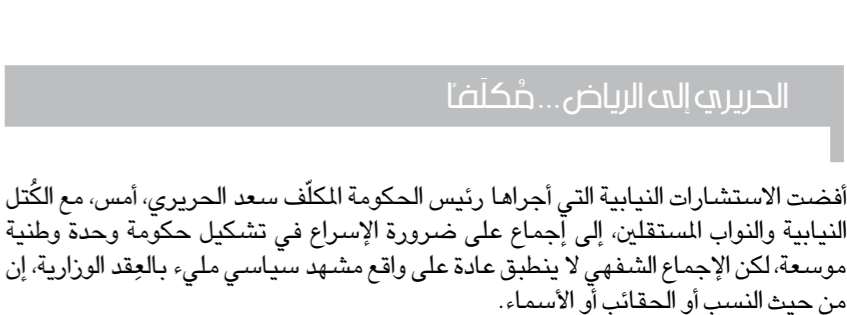 الحريري إلى الرياض... مُكلّفاً
أفضت الاستشارات النيابية التي أجراها رئيس الحكومة المكلّف سعد الحريري، أمس، مع الكُتل
النيابية والنواب المستقلين، إلى إجماع على ضرورة الإسراع في تشكيل حكومة وحدة وطنية
موسعة، لكن الإجماع الشفهي لا ينطبق عادة على واقع مشهد سياسي مليء بالعِقد الوزارية، إن
من حيث النسب أو الحقائب أو الأسماء.